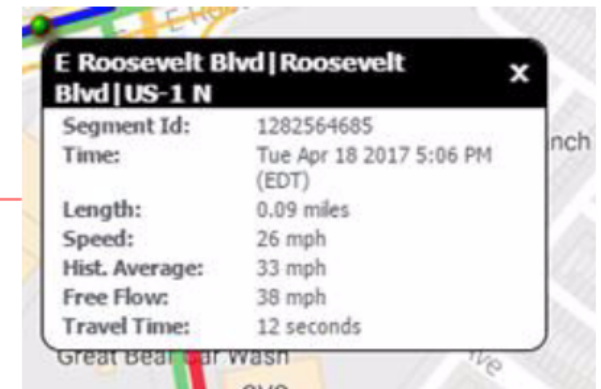 E Roosevelt Blvd|Roosevelt
Blvd|US-1 N
×
Segment Id: 1282564685
Time: Tue Apr 18 2017 5:06 PM
(EDT)
Length: 0.09 miles
Speed: 26 mph
Hist. Average: 33 mph
Free Flow: 38 mph
Travel Time: 12 seconds
nch
Great Bear Car Wash
ve